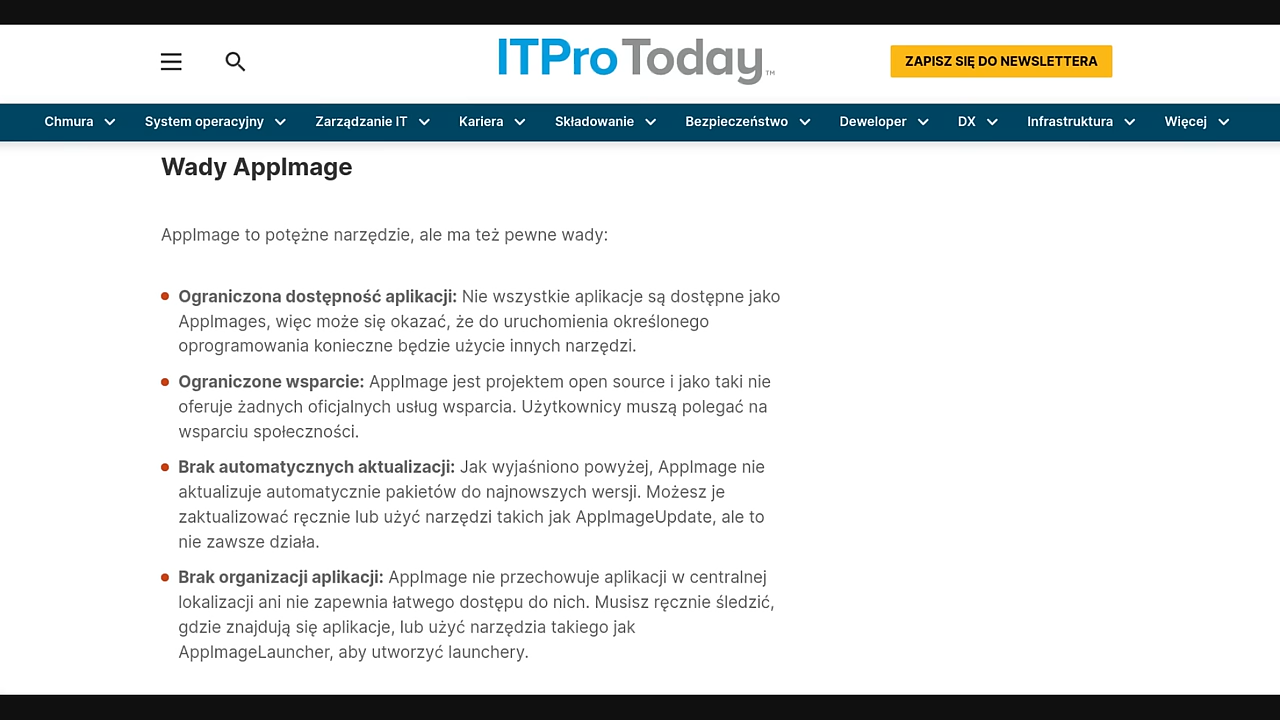 ITPro Today™
ZAPISZ SIĘ DO NEWSLETTERA
Chmura System operacyjny Zarządzanie IT Kariera Składowanie Bezpieczeństwo Deweloper DX Infrastruktura Więcej
Wady AppImage
AppImage to potężne narzędzie, ale ma też pewne wady:
Ograniczona dostępność aplikacji: Nie wszystkie aplikacje są dostępne jako
AppImages, więc może się okazać, że do uruchomienia określonego
oprogramowania konieczne będzie użycie innych narzędzi.
Ograniczone wsparcie: AppImage jest projektem open source i jako taki nie
oferuje żadnych oficjalnych usług wsparcia. Użytkownicy muszą polegać na
wsparciu społeczności.
Brak automatycznych aktualizacji: Jak wyjaśniono powyżej, AppImage nie
aktualizuje automatycznie pakietów do najnowszych wersji. Możesz je
zaktualizować ręcznie lub użyć narzędzi takich jak AppImageUpdate, ale to
nie zawsze działa.
Brak organizacji aplikacji: AppImage nie przechowuje aplikacji w centralnej
lokalizacji ani nie zapewnia łatwego dostępu do nich. Musisz ręcznie śledzić,
gdzie znajdują się aplikacje, lub użyć narzędzia takiego jak
AppImageLauncher, aby utworzyć launchery.